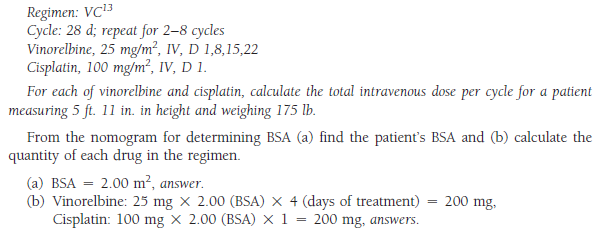 Regimen: VC¹³
Cycle: 28 d; repeat for 2–8 cycles
Vinorelbine, 25 mg/m², IV, D 1,8,15,22
Cisplatin, 100 mg/m², IV, D 1.
For each of vinorelbine and cisplatin, calculate the total intravenous dose per cycle for a patient
measuring 5 ft. 11 in. in height and weighing 175 lb.
From the nomogram for determining BSA (a) find the patient's BSA and (b) calculate the
quantity of each drug in the regimen.
(a) BSA = 2.00 m², answer.
(b) Vinorelbine: 25 mg × 2.00 (BSA) × 4 (days of treatment) = 200 mg,
Cisplatin: 100 mg × 2.00 (BSA) × 1 = 200 mg, answers.